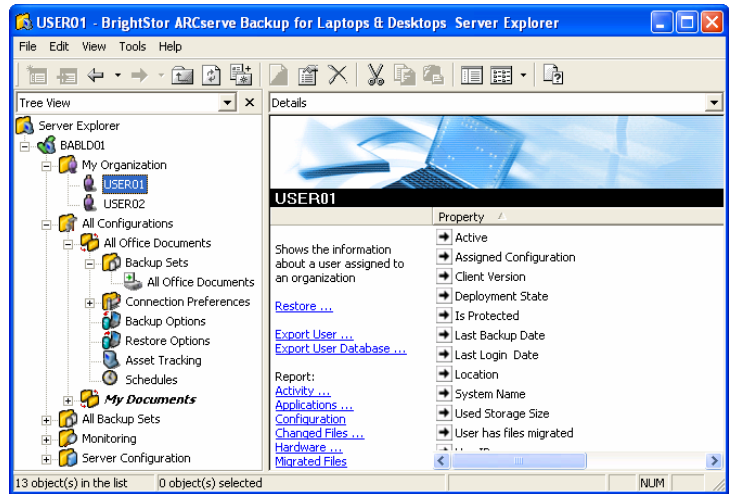 USER01 - BrightStor ARCserve Backup for Laptops & Desktops Server Explorer
File Edit View Tools Help
Tree View
Server Explorer
BABLD01
My Organization
USER01
USER02
All Configurations
All Office Documents
Backup Sets
All Office Documents
Connection Preferences
Backup Options
Restore Options
Asset Tracking
Schedules
My Documents
All Backup Sets
Monitoring
Server Configuration
Details
USER01
Shows the information
about a user assigned to
an organization
Restore ...
Export User ...
Export User Database ...
Report:
Activity ...
Applications ...
Configuration
Changed Files ...
Hardware ...
Migrated Files
Property
Active
Assigned Configuration
Client Version
Deployment State
Is Protected
Last Backup Date
Last Login Date
Location
System Name
Used Storage Size
User has files migrated
13 object(s) in the list 0 object(s) selected NUM